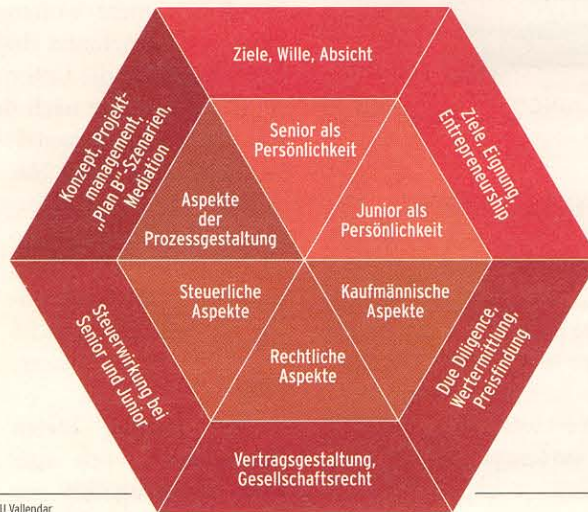 Ziele, Wille, Absicht
Ziele, Eignung,
Entrepreneurship
Konzept, Projekt-
management,
„Plan B"-Szenarien,
Mediation
Senior als
Persönlichkeit
Junior als
Persönlichkeit
Aspekte
der
Prozessgestaltung
Steuerliche
Aspekte
Kaufmännische
Aspekte
Rechtliche
Aspekte
Steuerwirkung bei
Senior und Junior
Due Diligence,
Wertermittlung,
Preisfindung
Vertragsgestaltung,
Gesellschaftsrecht
Vallendar